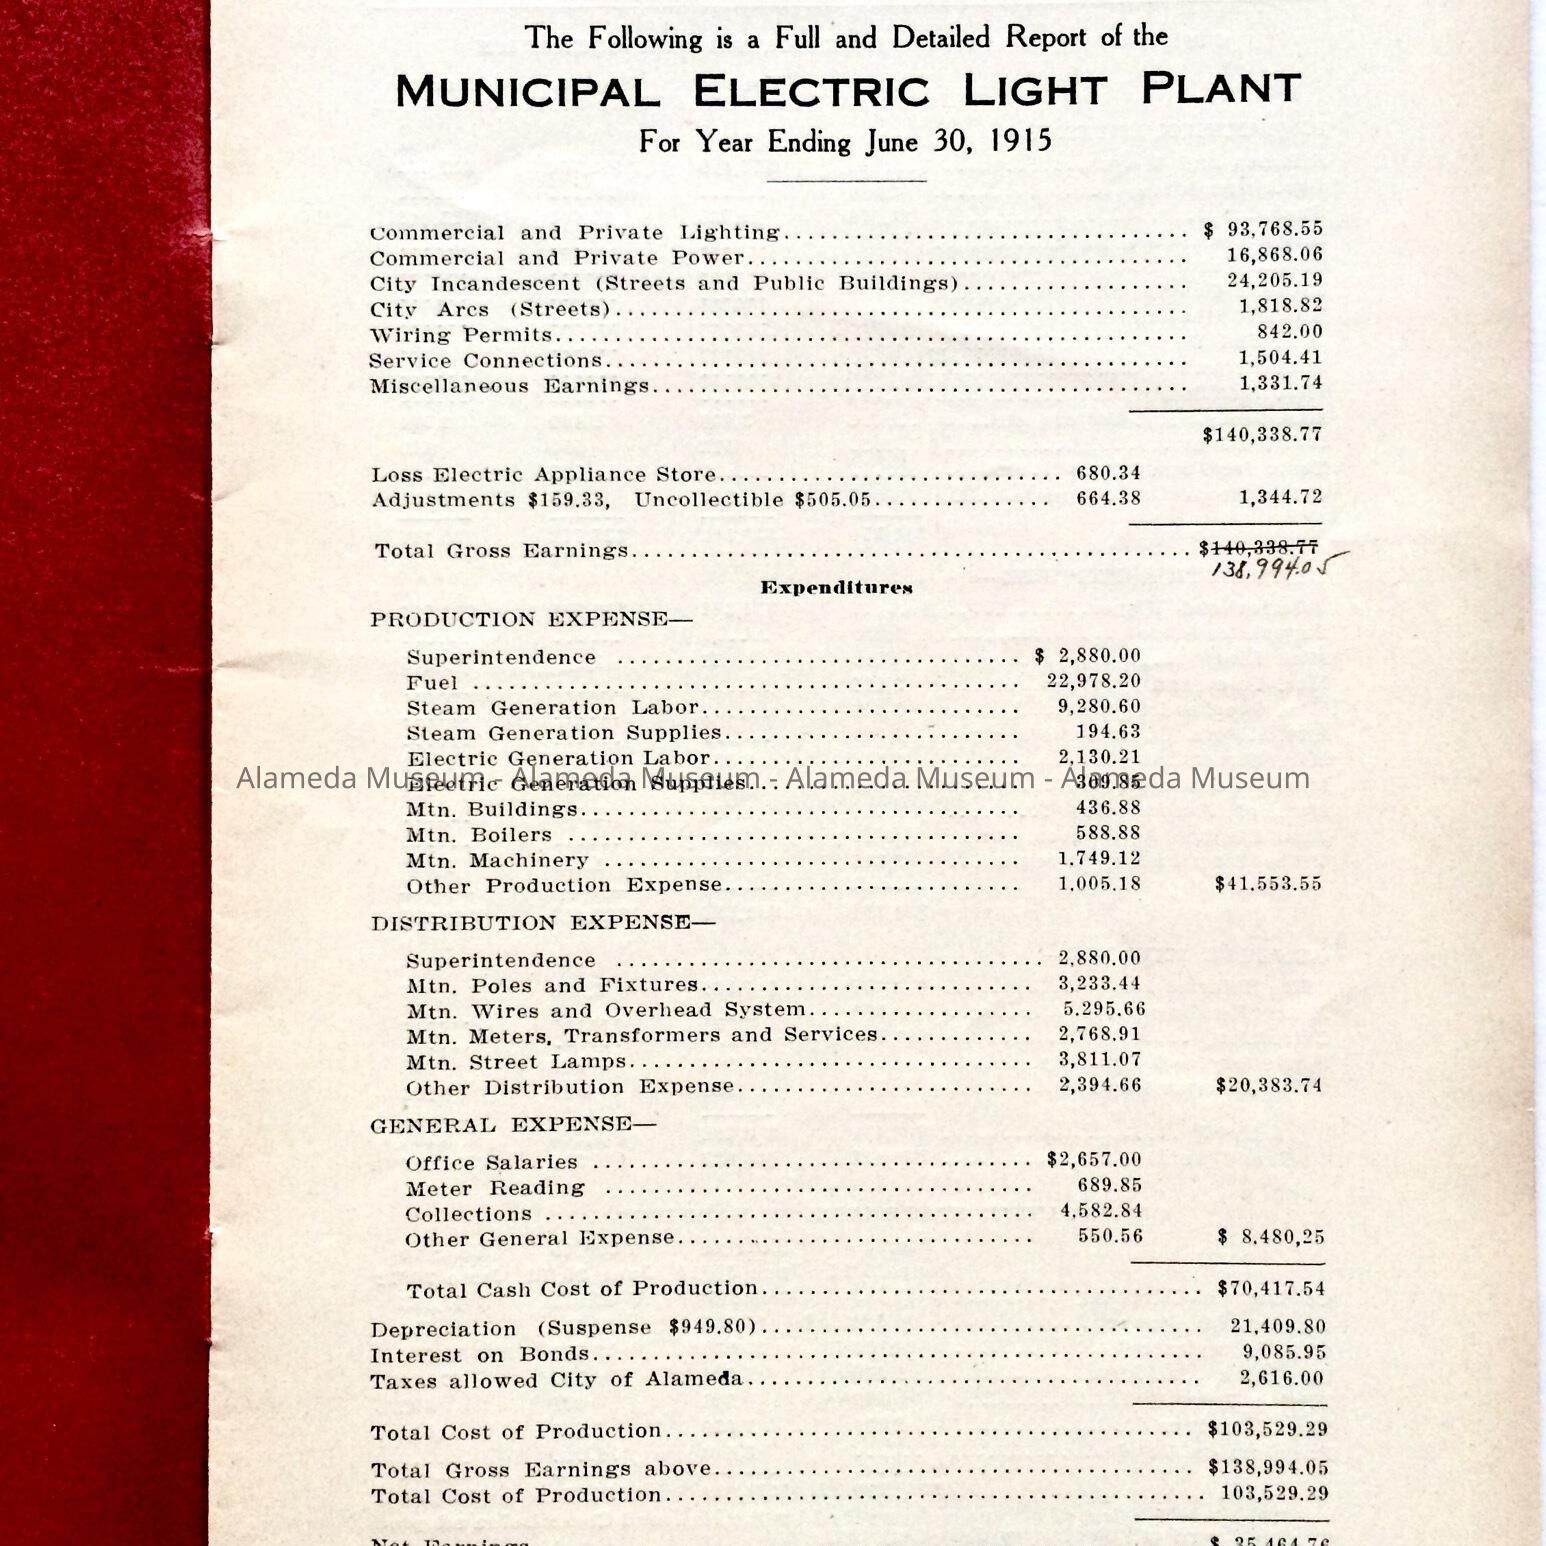 The Following is a Full and Detailed Report of the
MUNICIPAL ELECTRIC LIGHT PLANT
For Year Ending June 30, 1915
Commercial and Private Lighting.................................. $ 93,768.55
Commercial and Private Power..................................... 16,868.06
City Incandescent (Streets and Public Buildings)................... 24,205.19
City Arcs (Streets)................................................ 1,818.82
Wiring Permits..................................................... 842.00
Service Connections................................................ 1,504.41
Miscellaneous Earnings............................................. 1,331.74
$140,338.77
Loss Electric Appliance Store............................. 680.34
Adjustments $159.33, Uncollectible $505.05............... 664.38 1,344.72
Total Gross Earnings............................................... $140,338.77
138,994.05
Expenditures
PRODUCTION EXPENSE—
Superintendence .................................. $ 2,880.00
Fuel .............................................. 22,978.20
Steam Generation Labor........................... 9,280.60
Steam Generation Supplies......................... 194.63
Electric Generation Labor.......................... 2,130.21
Alameda Museum - Alameda Museum - Alameda Museum - Alameda Museum
Electric Generation Supplies....................... 309.85
Mtn. Buildings..................................... 436.88
Mtn. Boilers ...................................... 588.88
Mtn. Machinery ................................... 1.749.12
Other Production Expense......................... 1.005.18 $41.553.55
DISTRIBUTION EXPENSE—
Superintendence .................................... 2,880.00
Mtn. Poles and Fixtures............................ 3,233.44
Mtn. Wires and Overhead System................... 5.295.66
Mtn. Meters, Transformers and Services............. 2,768.91
Mtn. Street Lamps.................................. 3,811.07
Other Distribution Expense......................... 2,394.66 $20,383.74
GENERAL EXPENSE—
Office Salaries ..................................... $2,657.00
Meter Reading .................................... 689.85
Collections ......................................... 4,582.84
Other General Expense.............................. 550.56 $ 8,480,25
Total Cash Cost of Production..................................... $70,417.54
Depreciation (Suspense $949.80)...................................... 21,409.80
Interest on Bonds................................................... 9,085.95
Taxes allowed City of Alameda...................................... 2,616.00
Total Cost of Production............................................ $103,529.29
Total Gross Earnings above........................................ $138,994.05
Total Cost of Production............................................. 103,529.29
Net Earnings $ 35,464.76